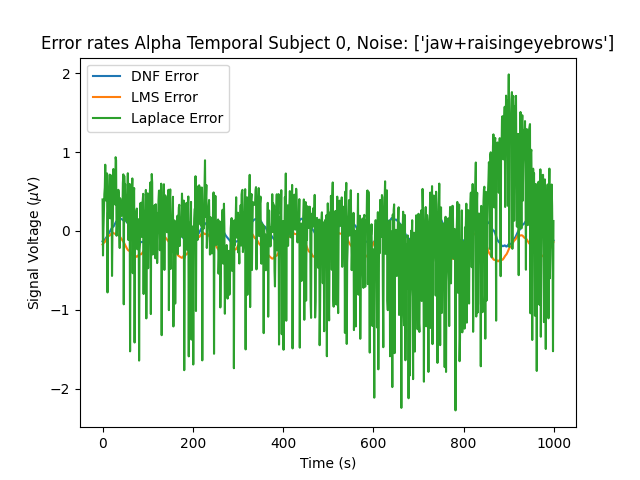 Error rates Alpha Temporal Subject 0, Noise: ['jaw+raisingeyebrows']
DNF Error
LMS Error
Laplace Error
Signal Voltage (μV)
2
1
0
−1
−2
0 200 400 600 800 1000
Time (s)